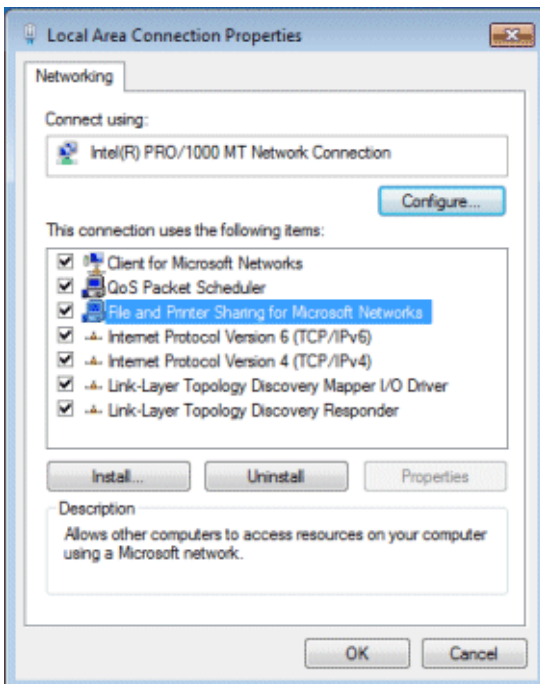 Local Area Connection Properties
Networking
Connect using:
Intel(R) PRO/1000 MT Network Connection
Configure...
This connection uses the following items:
Client for Microsoft Networks
QoS Packet Scheduler
File and Printer Sharing for Microsoft Networks
Internet Protocol Version 6 (TCP/IPv6)
Internet Protocol Version 4 (TCP/IPv4)
Link-Layer Topology Discovery Mapper I/O Driver
Link-Layer Topology Discovery Responder
Install... Uninstall Properties
Description
Allows other computers to access resources on your computer
using a Microsoft network.
OK Cancel